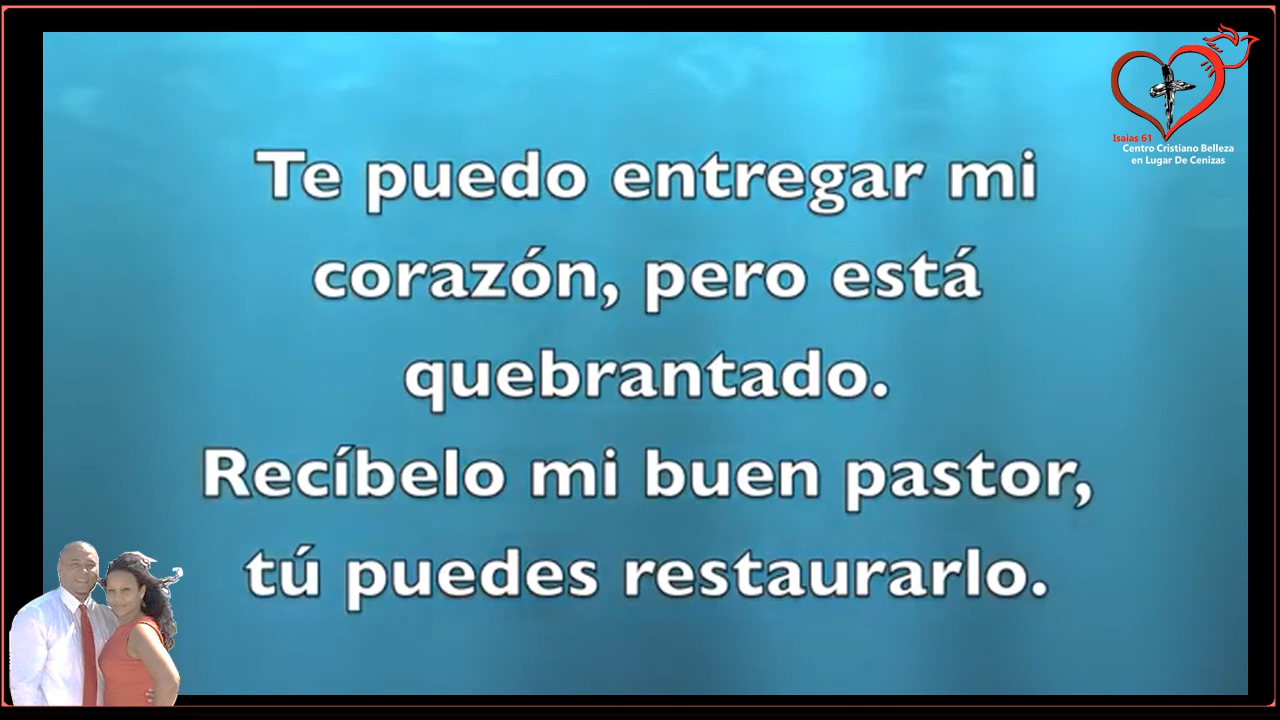 Isaias 61
Centro Cristiano Belleza
en Lugar De Cenizas
Te puedo entregar mi
corazón, pero está
quebrantado.
Recíbelo mi buen pastor,
tú puedes restaurarlo.